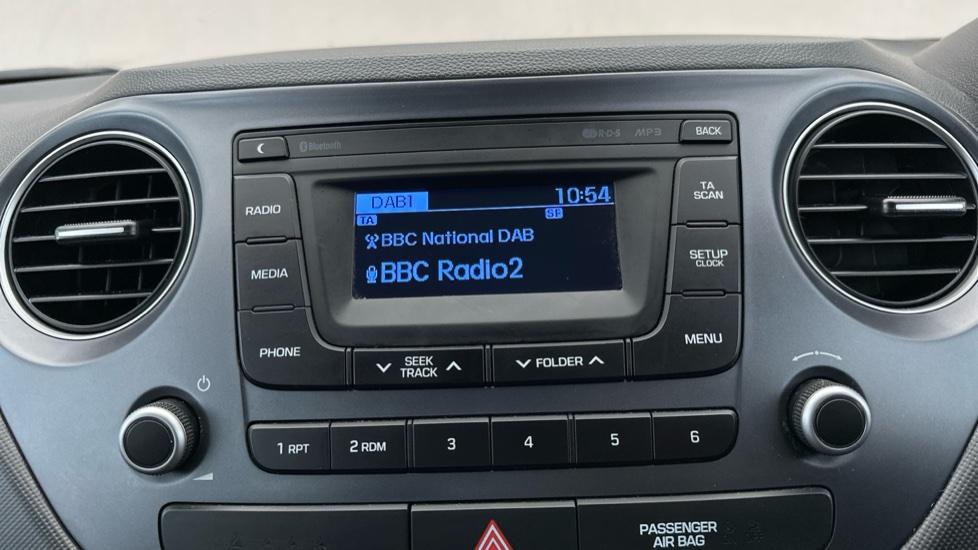 Bluetooth
R·D·S MP3 BACK
RADIO
DAB1 10:54
TA SF
BBC National DAB
BBC Radio2
TA
SCAN
MEDIA
SETUP
CLOCK
PHONE
SEEK
TRACK
FOLDER
MENU
1 RPT 2 RDM 3 4 5 6
PASSENGER
AIR BAG